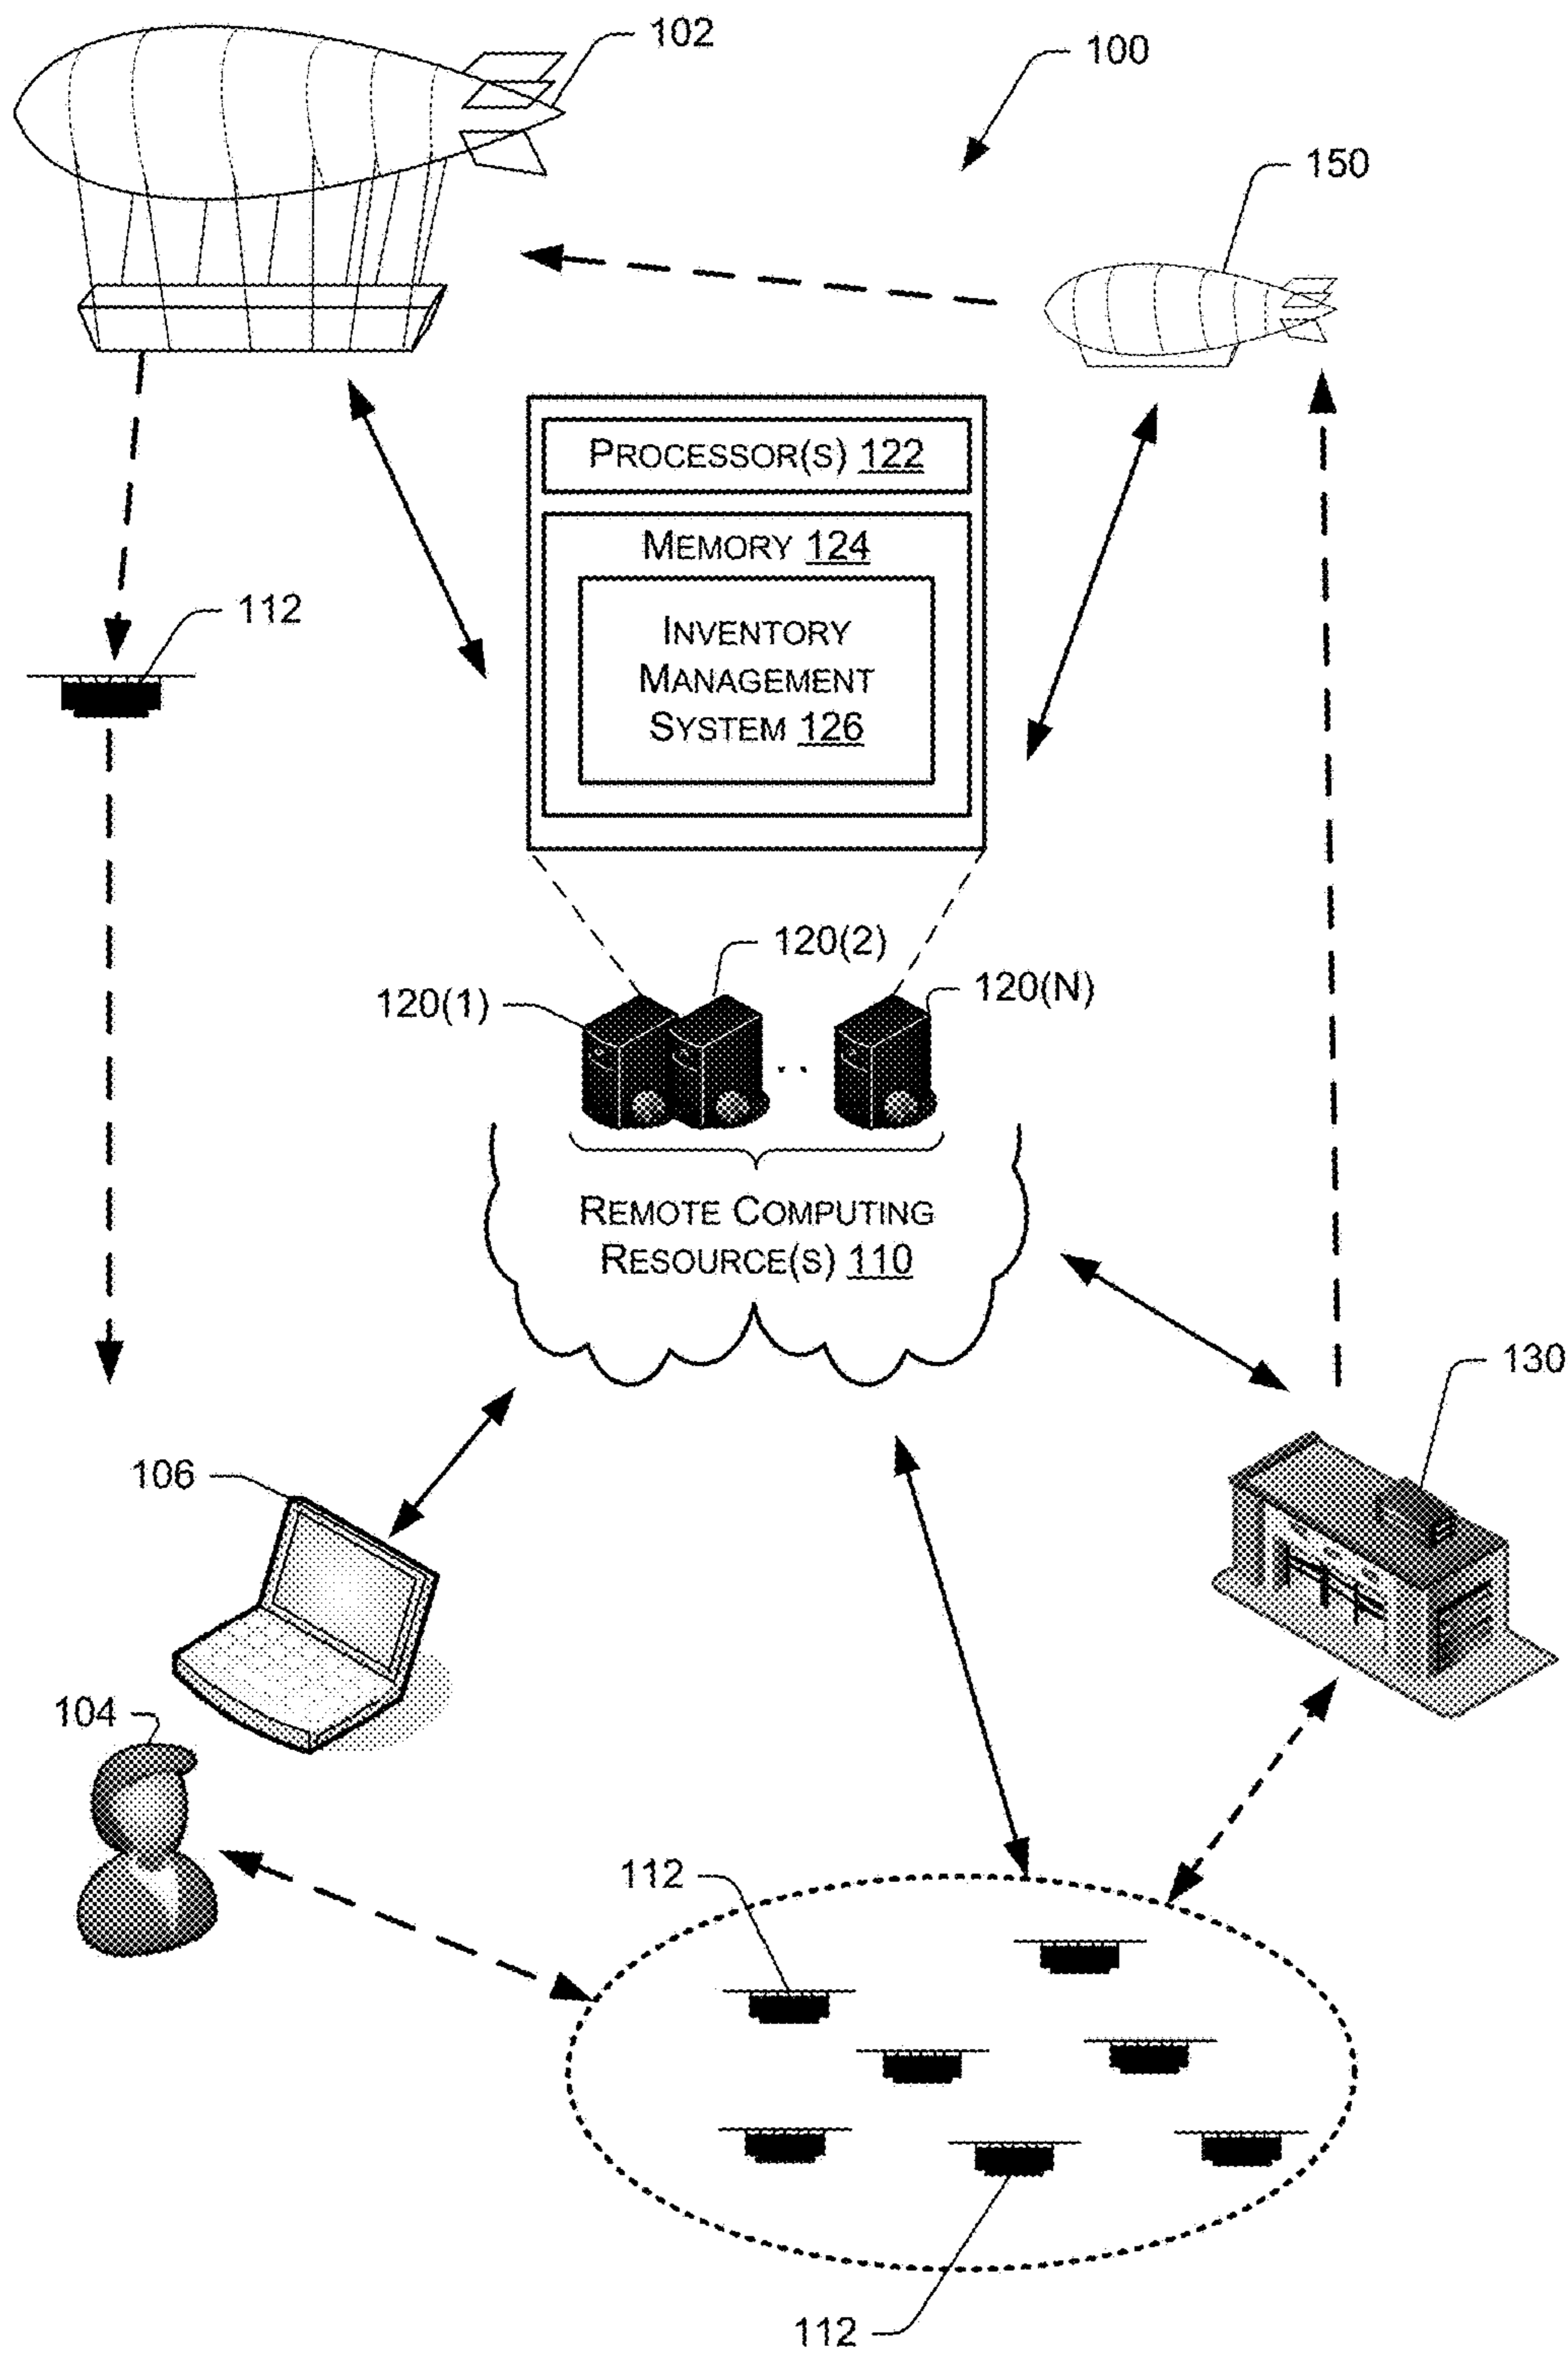 102
100
150
PROCESSOR(S) 122
MEMORY 124
INVENTORY
MANAGEMENT
SYSTEM 126
112
120(2)
120(1)
120(N)
. .
REMOTE COMPUTING
RESOURCE(S) 110
130
106
104
112
112